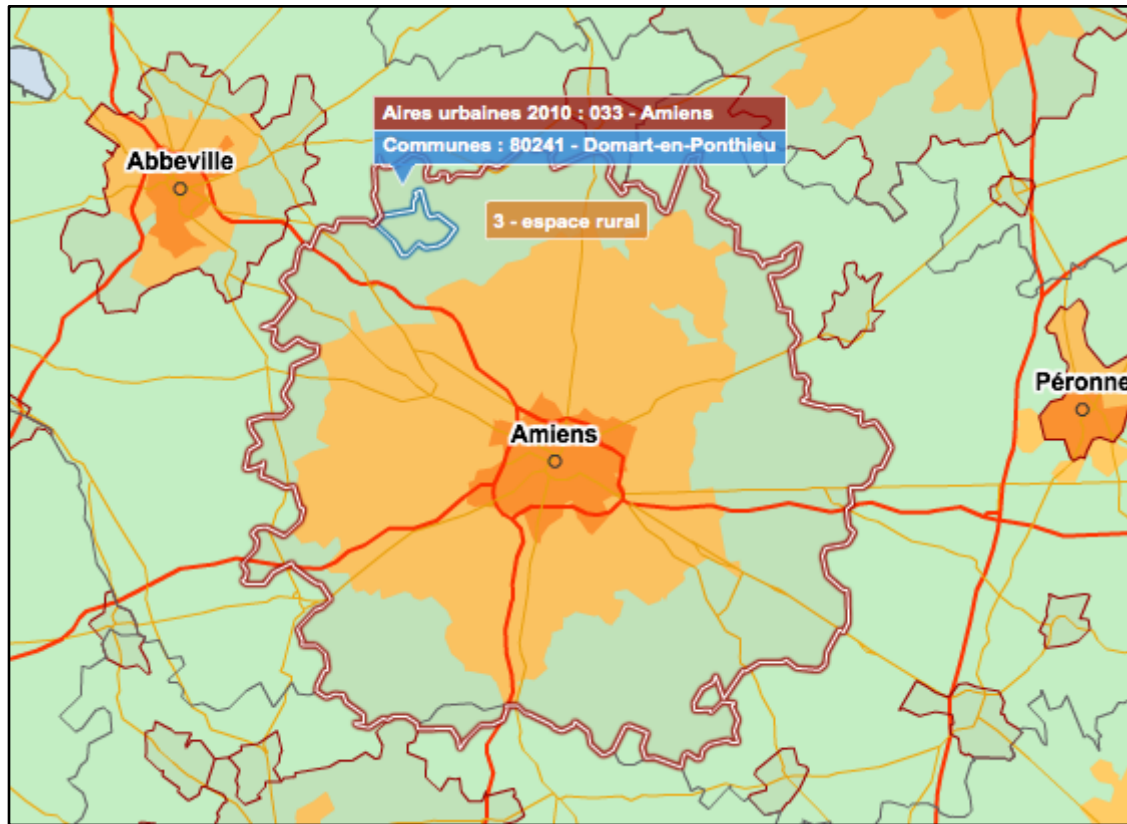 Aires urbaines 2010 : 033 - Amiens
Communes : 80241 - Domart-en-Ponthieu
Abbeville
3 - espace rural
Péronne
Amiens